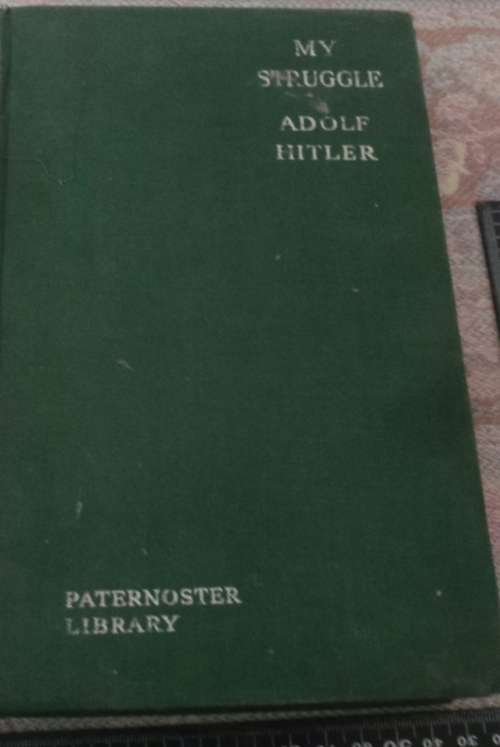 MY
STRUGGLE
ADOLF
HITLER
PATERNOSTER
LIBRARY